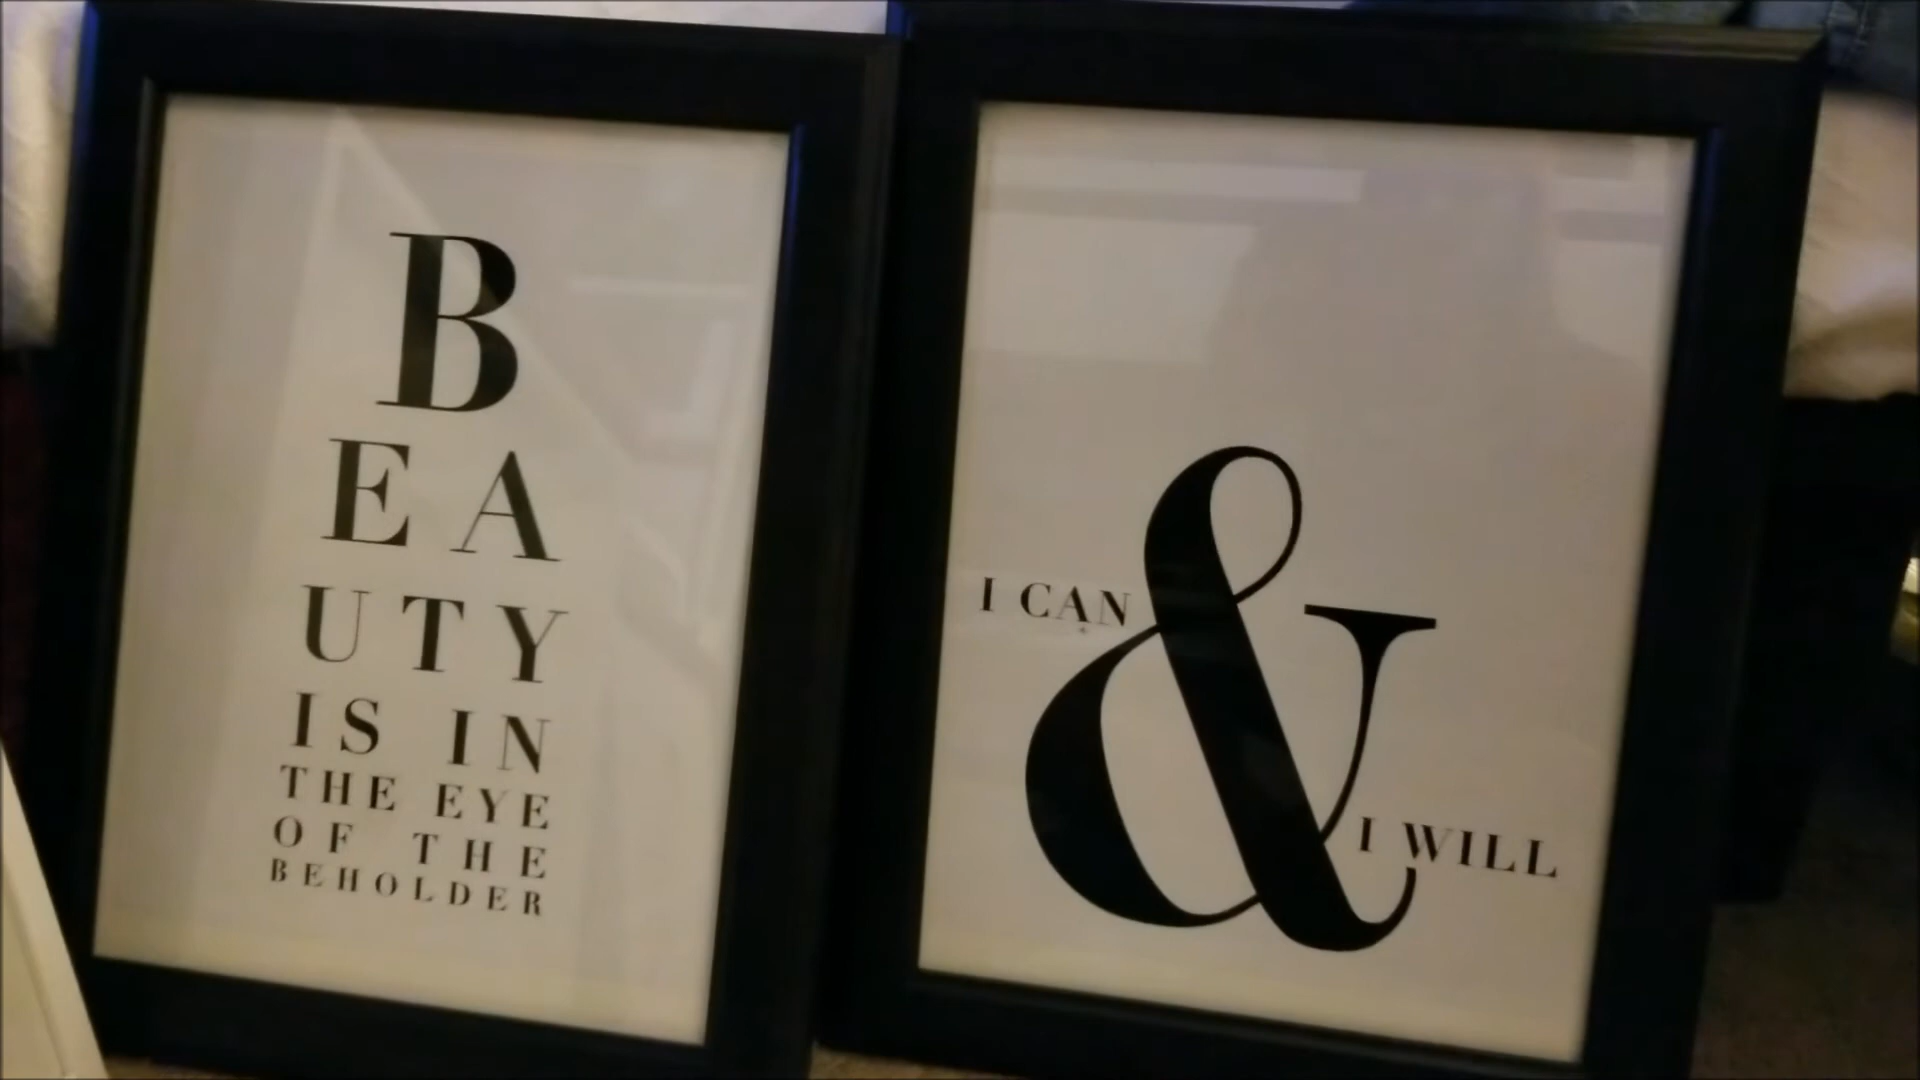 B
E A
U T Y
IS IN
THE EYE
OF THE
BEHOLDER
I CAN
&
I WILL